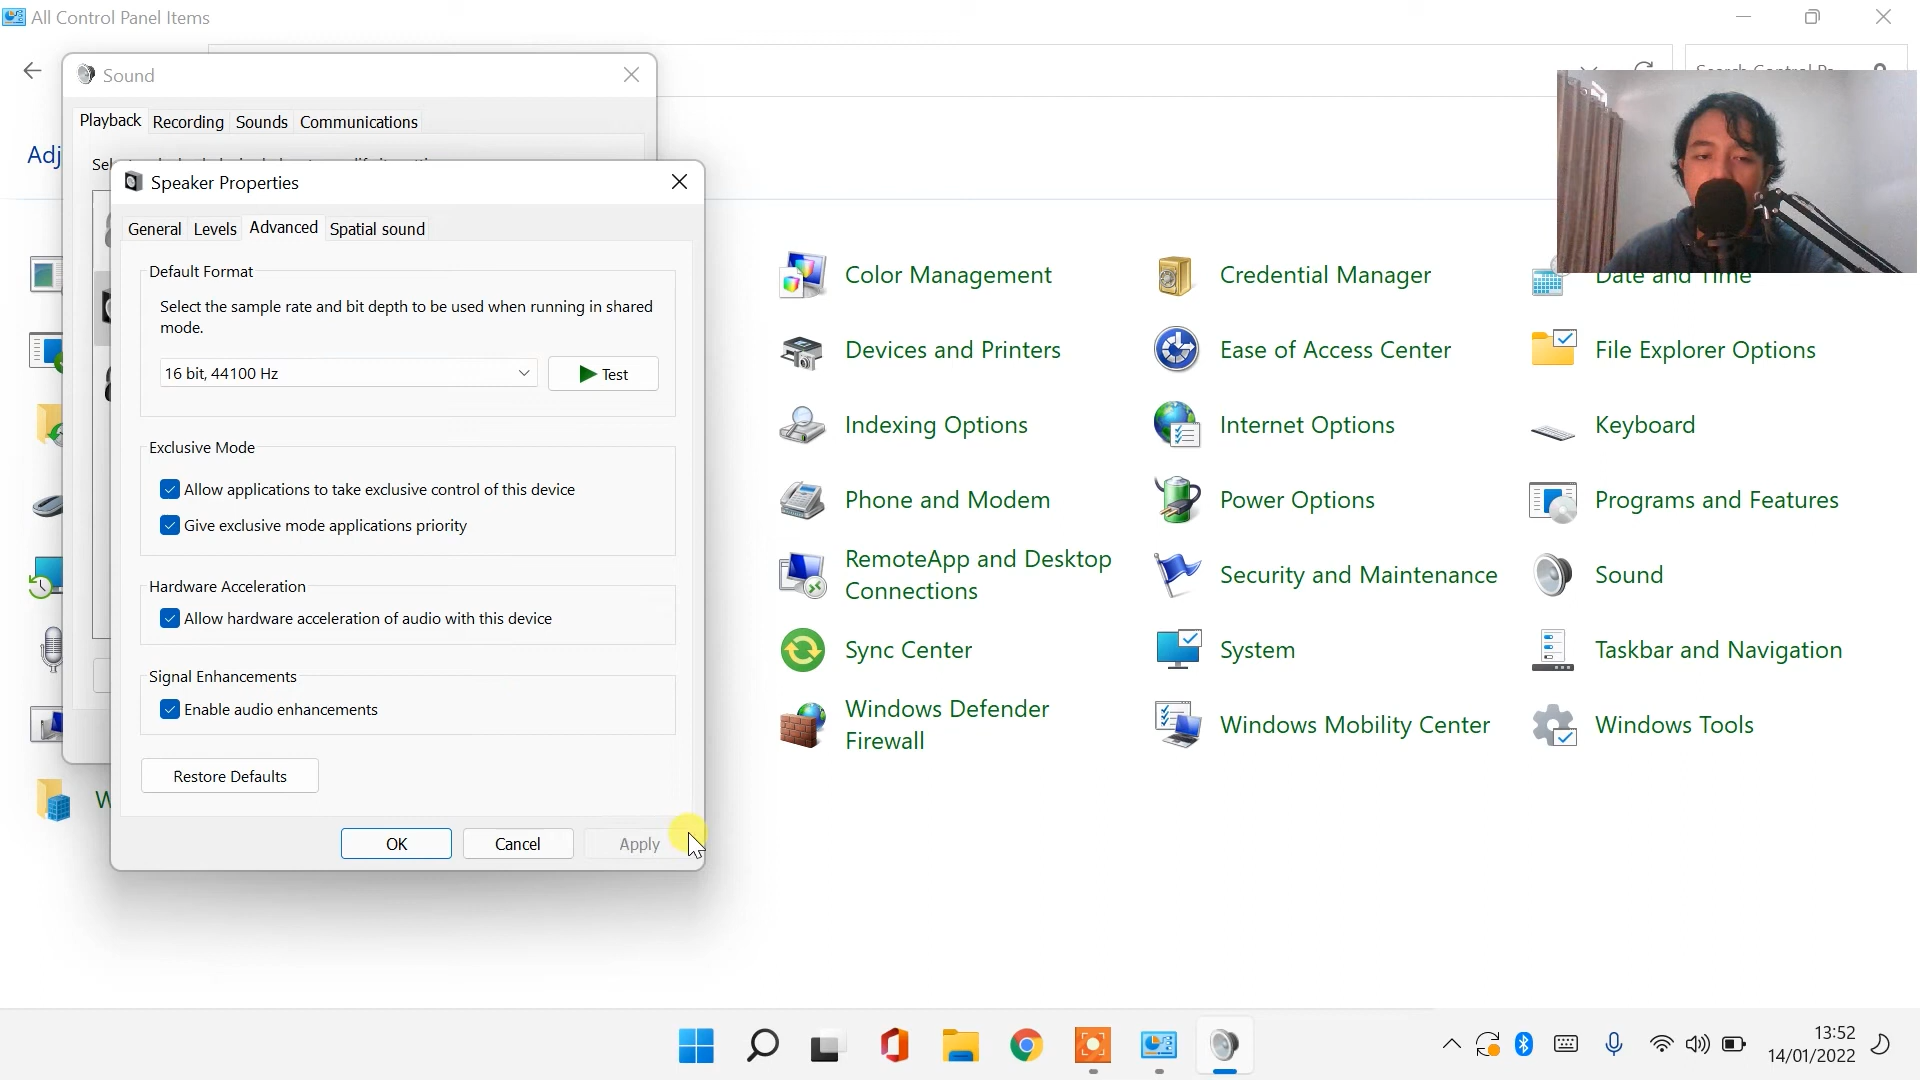 All Control Panel Items
Sound
Playback
Recording
Sounds
Communications
Adj
Sel
Speaker Properties
General
Levels
Advanced
Spatial sound
Default Format
Select the sample rate and bit depth to be used when running in shared
mode.
16 bit, 44100 Hz
Test
Exclusive Mode
Allow applications to take exclusive control of this device
Give exclusive mode applications priority
Hardware Acceleration
Allow hardware acceleration of audio with this device
Signal Enhancements
Enable audio enhancements
Restore Defaults
W
OK
Cancel
Apply
Color Management
Credential Manager
Date and Time
Devices and Printers
Ease of Access Center
File Explorer Options
Indexing Options
Internet Options
Keyboard
Phone and Modem
Power Options
Programs and Features
RemoteApp and Desktop
Connections
Security and Maintenance
Sound
Sync Center
System
Taskbar and Navigation
Windows Defender
Firewall
Windows Mobility Center
Windows Tools
13:52
14/01/2022